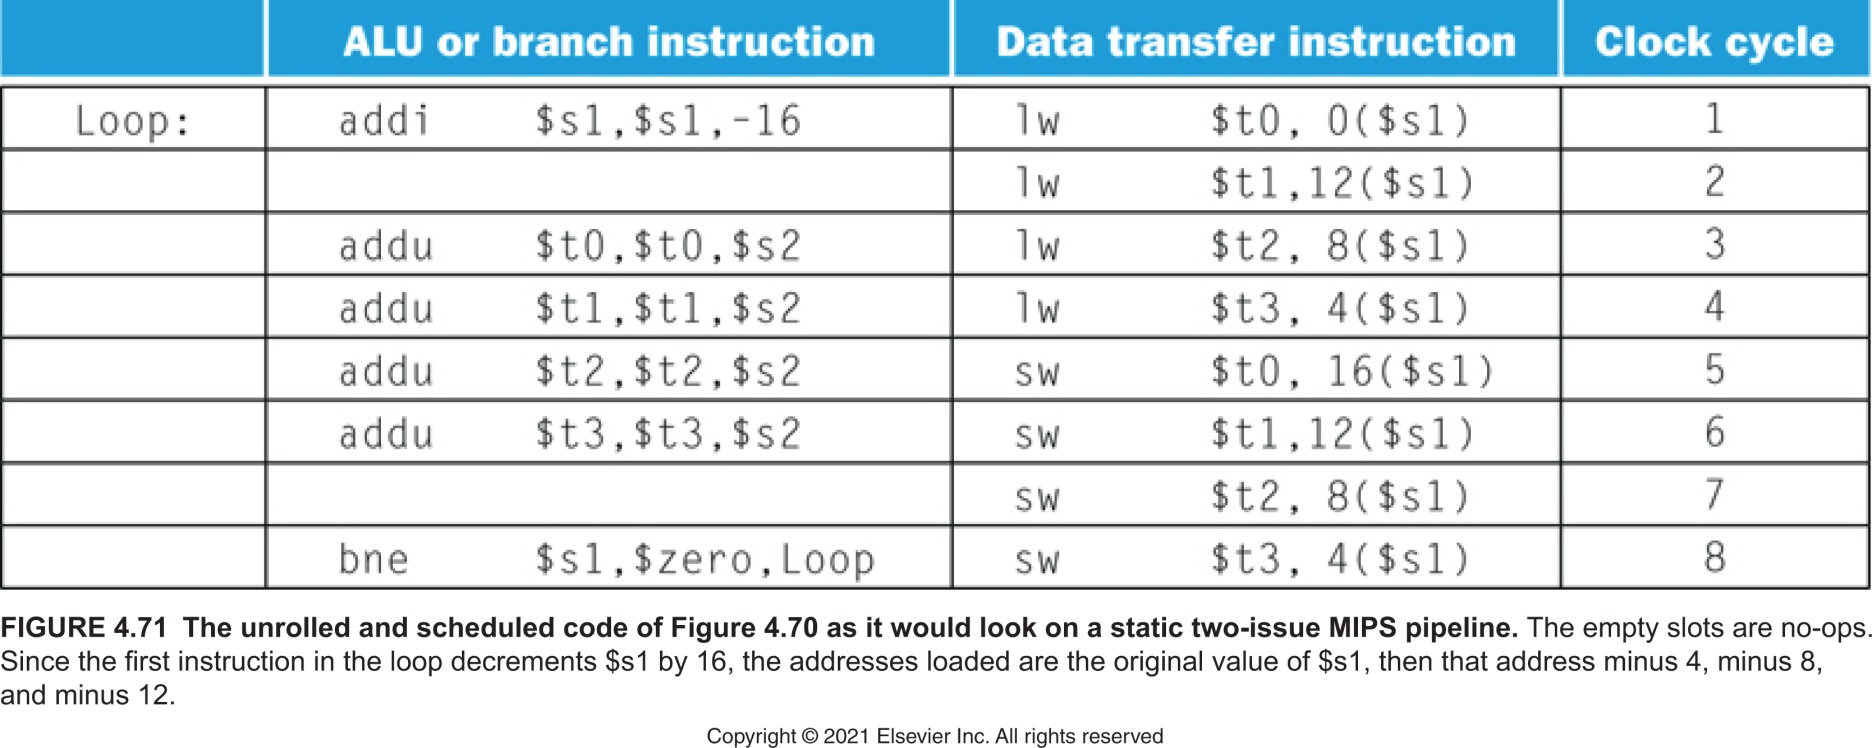 ALU or branch instruction Data transfer instruction Clock cycle
Loop: addi $s1,$s1,-16 lw $t0, 0($s1) 1
lw $t1,12($s1) 2
addu $t0,$t0,$s2 lw $t2, 8($s1) 3
addu $t1,$t1,$s2 lw $t3, 4($s1) 4
addu $t2,$t2,$s2 sw $t0, 16($s1) 5
addu $t3,$t3,$s2 sw $t1,12($s1) 6
sw $t2, 8($s1) 7
bne $s1,$zero,Loop sw $t3, 4($s1) 8
FIGURE 4.71 The unrolled and scheduled code of Figure 4.70 as it would look on a static two-issue MIPS pipeline. The empty slots are no-ops.
Since the first instruction in the loop decrements $s1 by 16, the addresses loaded are the original value of $s1, then that address minus 4, minus 8,
and minus 12.
Copyright © 2021 Elsevier Inc. All rights reserved